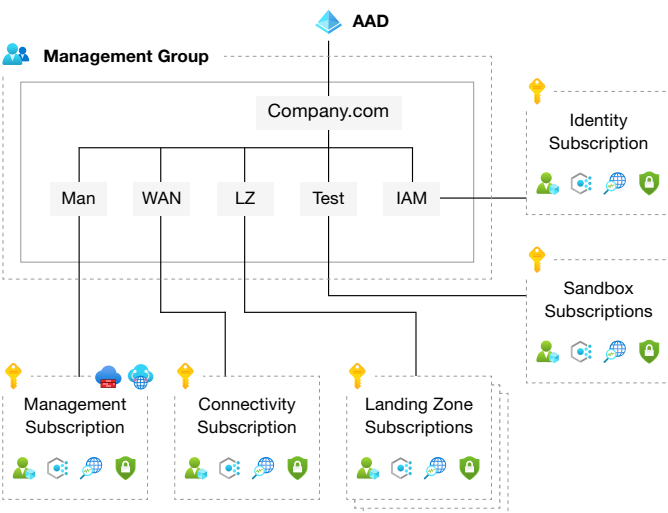 AAD
Management Group
Company.com
Man
WAN
LZ
Test
IAM
Identity
Subscription
Sandbox
Subscriptions
Management
Subscription
Connectivity
Subscription
Landing Zone
Subscriptions